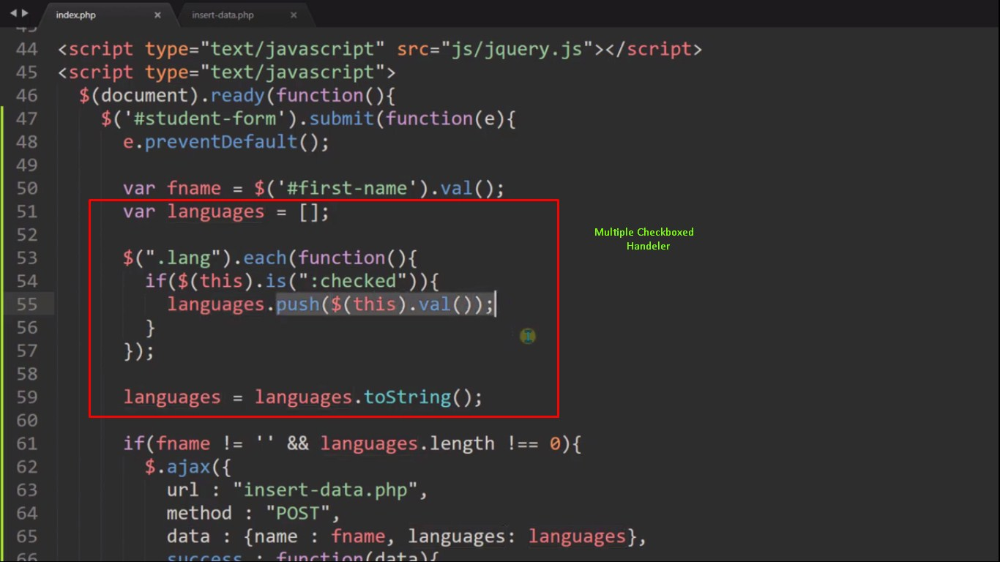 index.php × insert-data.php ×
45
44 <script type="text/javascript" src="js/jquery.js"></script>
45 <script type="text/javascript">
46 $(document).ready(function(){
47 $('#student-form').submit(function(e){
48 e.preventDefault();
49
50 var fname = $('#first-name').val();
51 var languages = [];
52
Multiple Checkboxed
Handeler
53 $(".lang").each(function(){
54 if($(this).is(":checked")){
55 languages.push($(this).val());
56 }
57 });
58
59 languages = languages.toString();
60
61 if(fname != '' && languages.length !== 0){
62 $.ajax({
63 url : "insert-data.php",
64 method : "POST",
65 data : {name : fname, languages: languages},
66 success : function(data){